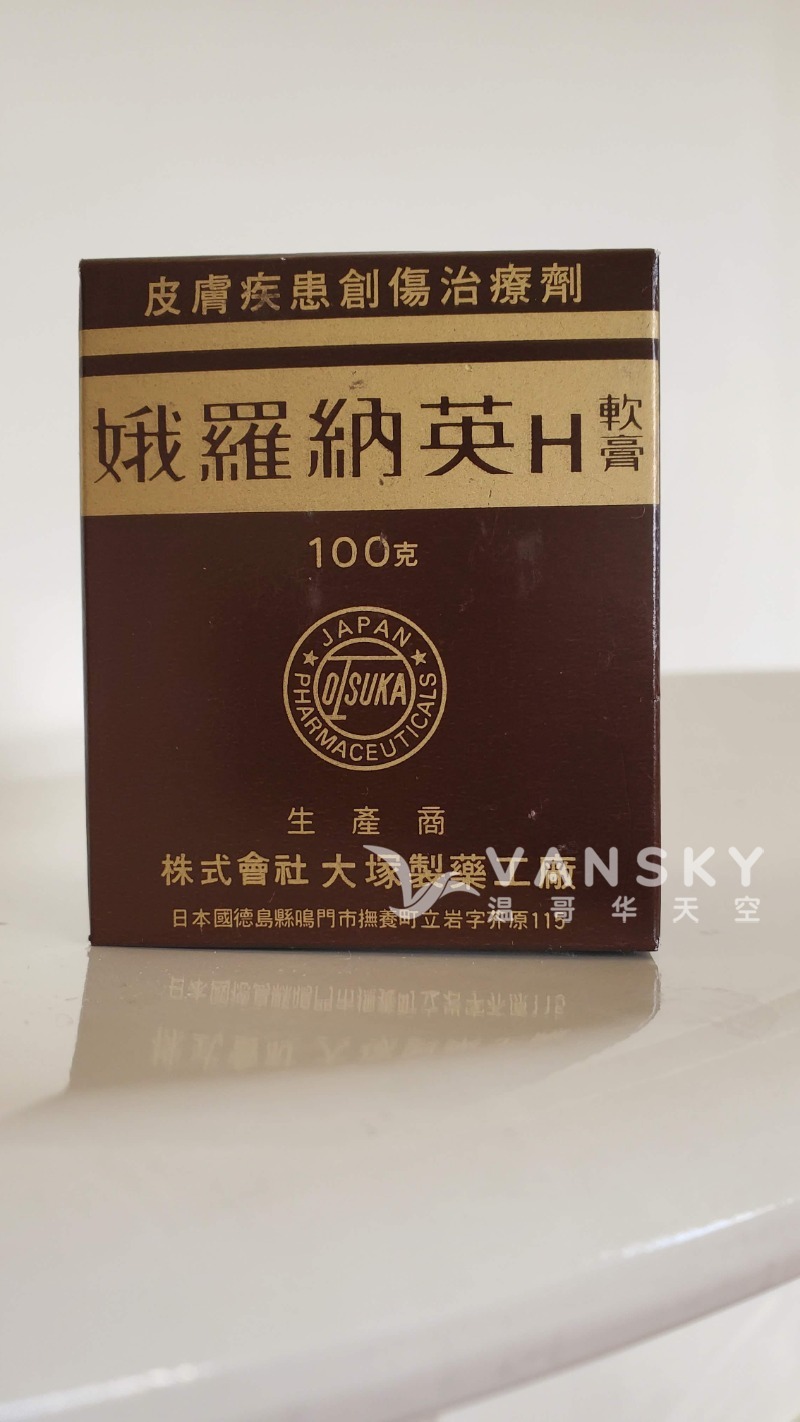 皮膚疾患創傷治療劑
娥羅納英H軟膏
100克
JAPAN
OTSUKA
PHARMACEUTICALS
生產商
株式會社 大塚製藥工廠
日本國德島縣鳴門市撫養町立岩字芥原115
VANSKY
温哥华天空